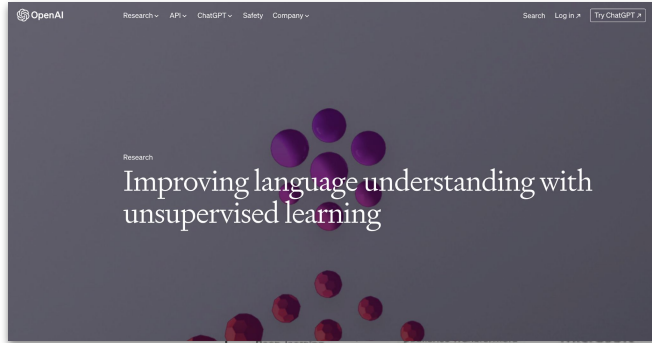 OpenAI
Research API ChatGPT Safety Company
Search Log in ↗ Try ChatGPT ↗
Research
Improving language understanding with
unsupervised learning